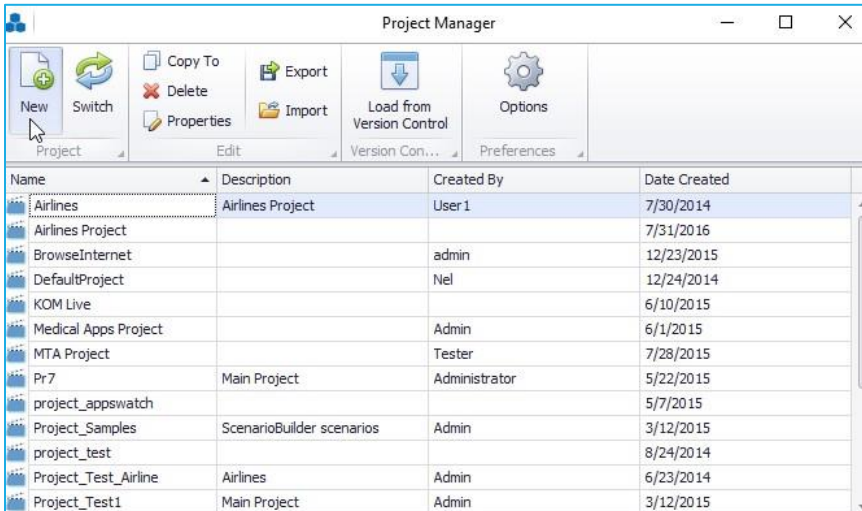 Project Manager
New
Switch
Copy To
Delete
Properties
Export
Import
Load from
Version Control
Options
Project
Edit
Version Con...
Preferences
Name Description Created By Date Created
Airlines Airlines Project User1 7/30/2014
Airlines Project 7/31/2016
BrowseInternet admin 12/23/2015
DefaultProject Nel 12/24/2014
KOM Live 6/10/2015
Medical Apps Project Admin 6/1/2015
MTA Project Tester 7/28/2015
Pr7 Main Project Administrator 5/22/2015
project_appswatch 5/7/2015
Project_Samples ScenarioBuilder scenarios Admin 3/12/2015
project_test 8/24/2014
Project_Test_Airline Airlines Admin 6/23/2014
Project_Test1 Main Project Admin 3/12/2015